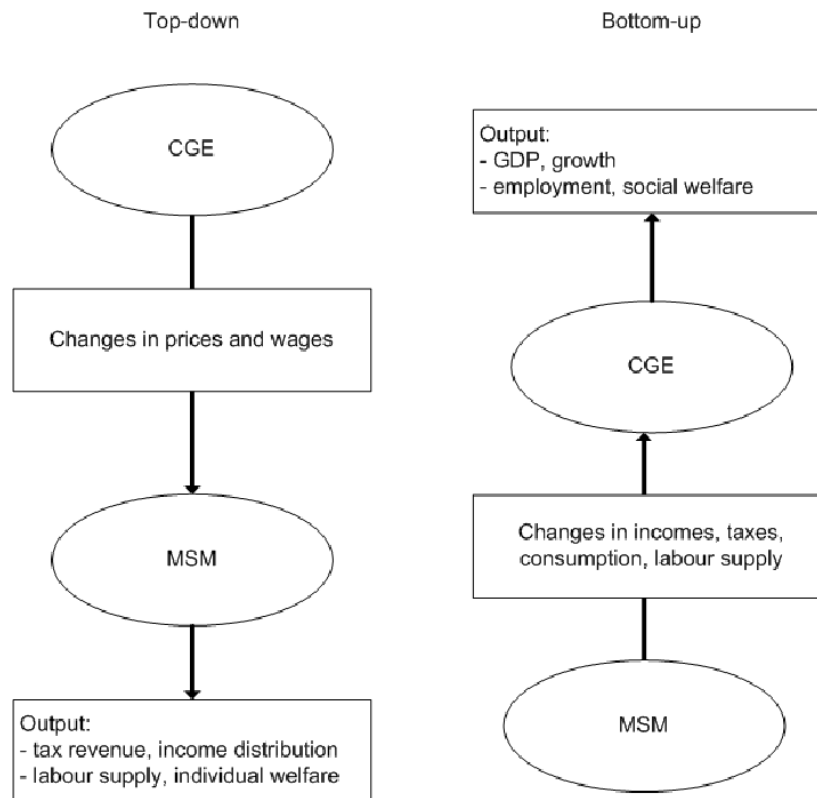 Top-down
CGE
Changes in prices and wages
MSM
Output:
- tax revenue, income distribution
- labour supply, individual welfare
Bottom-up
Output:
- GDP, growth
- employment, social welfare
CGE
Changes in incomes, taxes,
consumption, labour supply
MSM